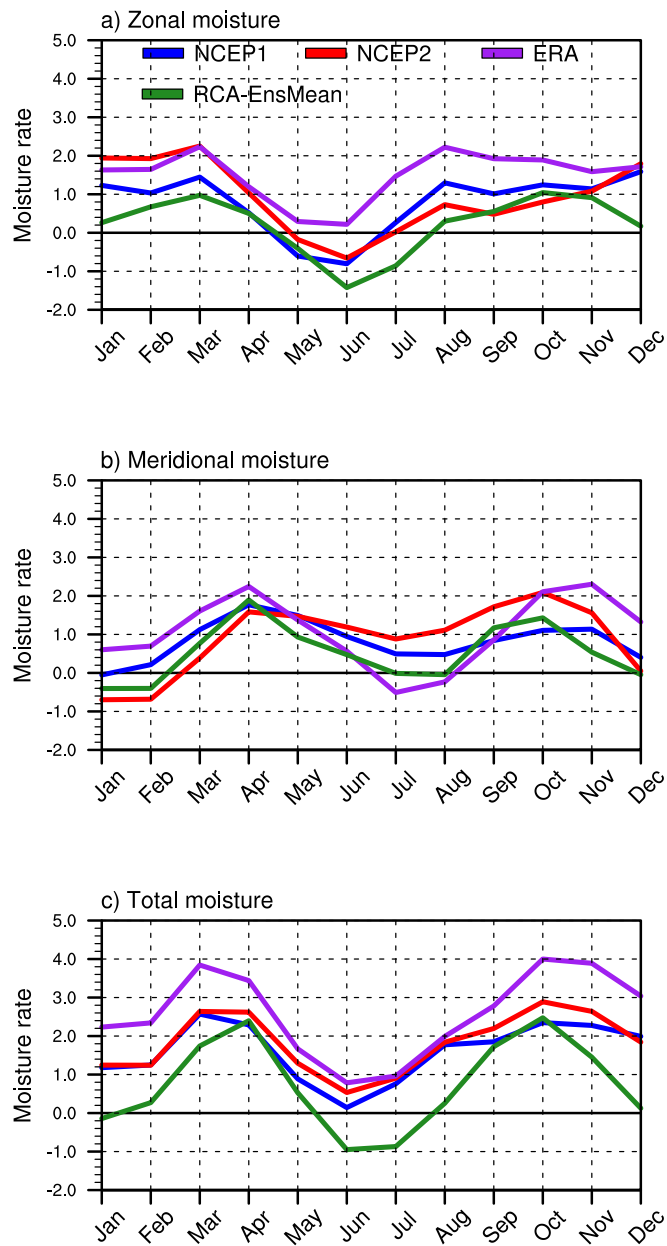 a) Zonal moisture
5.0
NCEP1 NCEP2 ERA
4.0
RCA-EnsMean
3.0
2.0
1.0
0.0
-1.0
-2.0
Moisture rate
Jan Feb Mar Apr May Jun Jul Aug Sep Oct Nov Dec
b) Meridional moisture
5.0
4.0
3.0
2.0
1.0
0.0
-1.0
-2.0
Moisture rate
Jan Feb Mar Apr May Jun Jul Aug Sep Oct Nov Dec
c) Total moisture
5.0
4.0
3.0
2.0
1.0
0.0
-1.0
-2.0
Moisture rate
Jan Feb Mar Apr May Jun Jul Aug Sep Oct Nov Dec